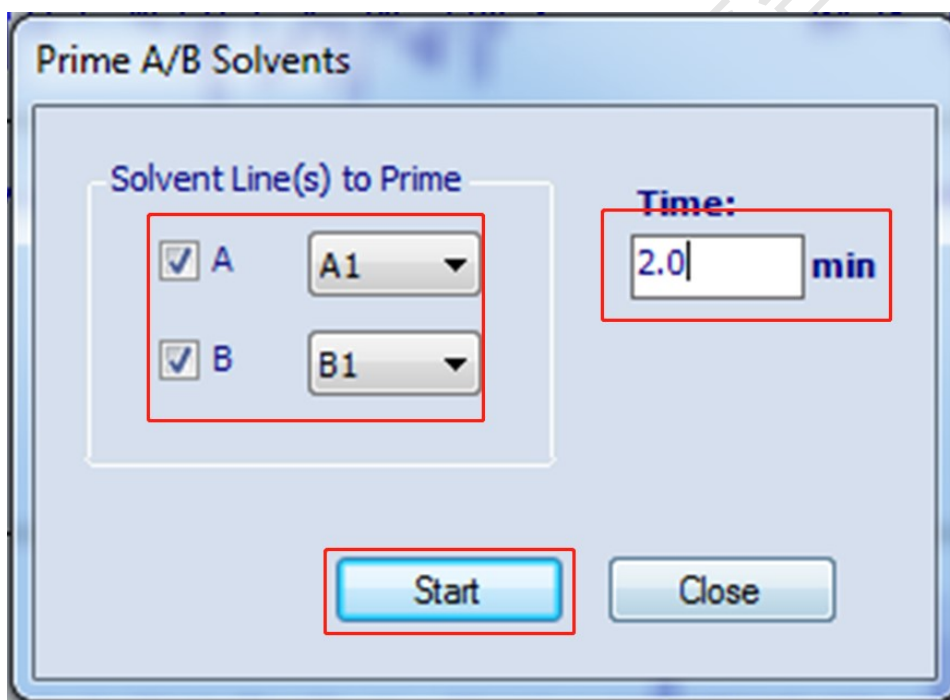 Prime A/B Solvents
Solvent Line(s) to Prime
Time:
A A1
2.0 min
B B1
Start Close